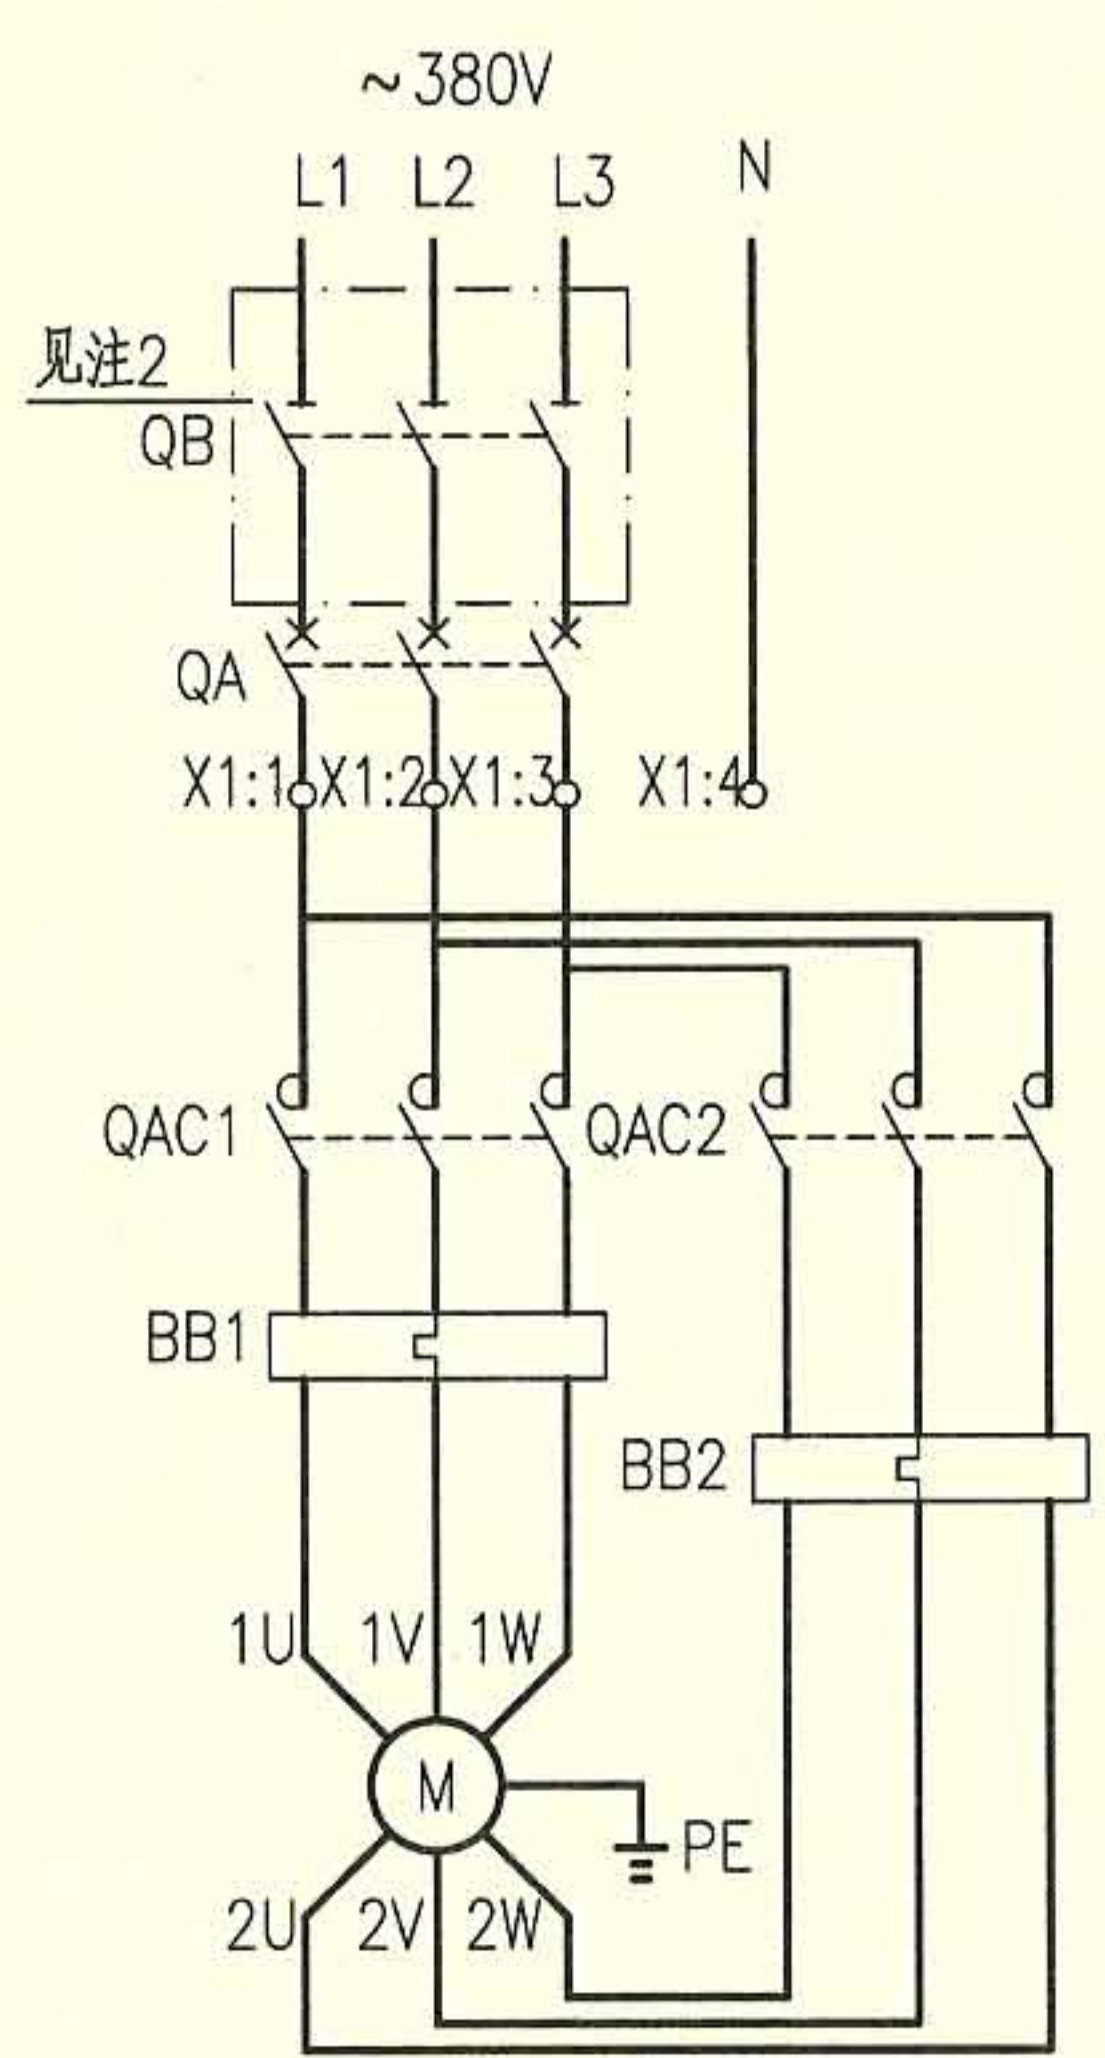 ~380V
L1 L2 L3 N
见注2
QB
QA
X1:1 X1:2 X1:3 X1:4
QAC1 QAC2
BB1
BB2
1U 1V 1W
M
PE
2U 2V 2W